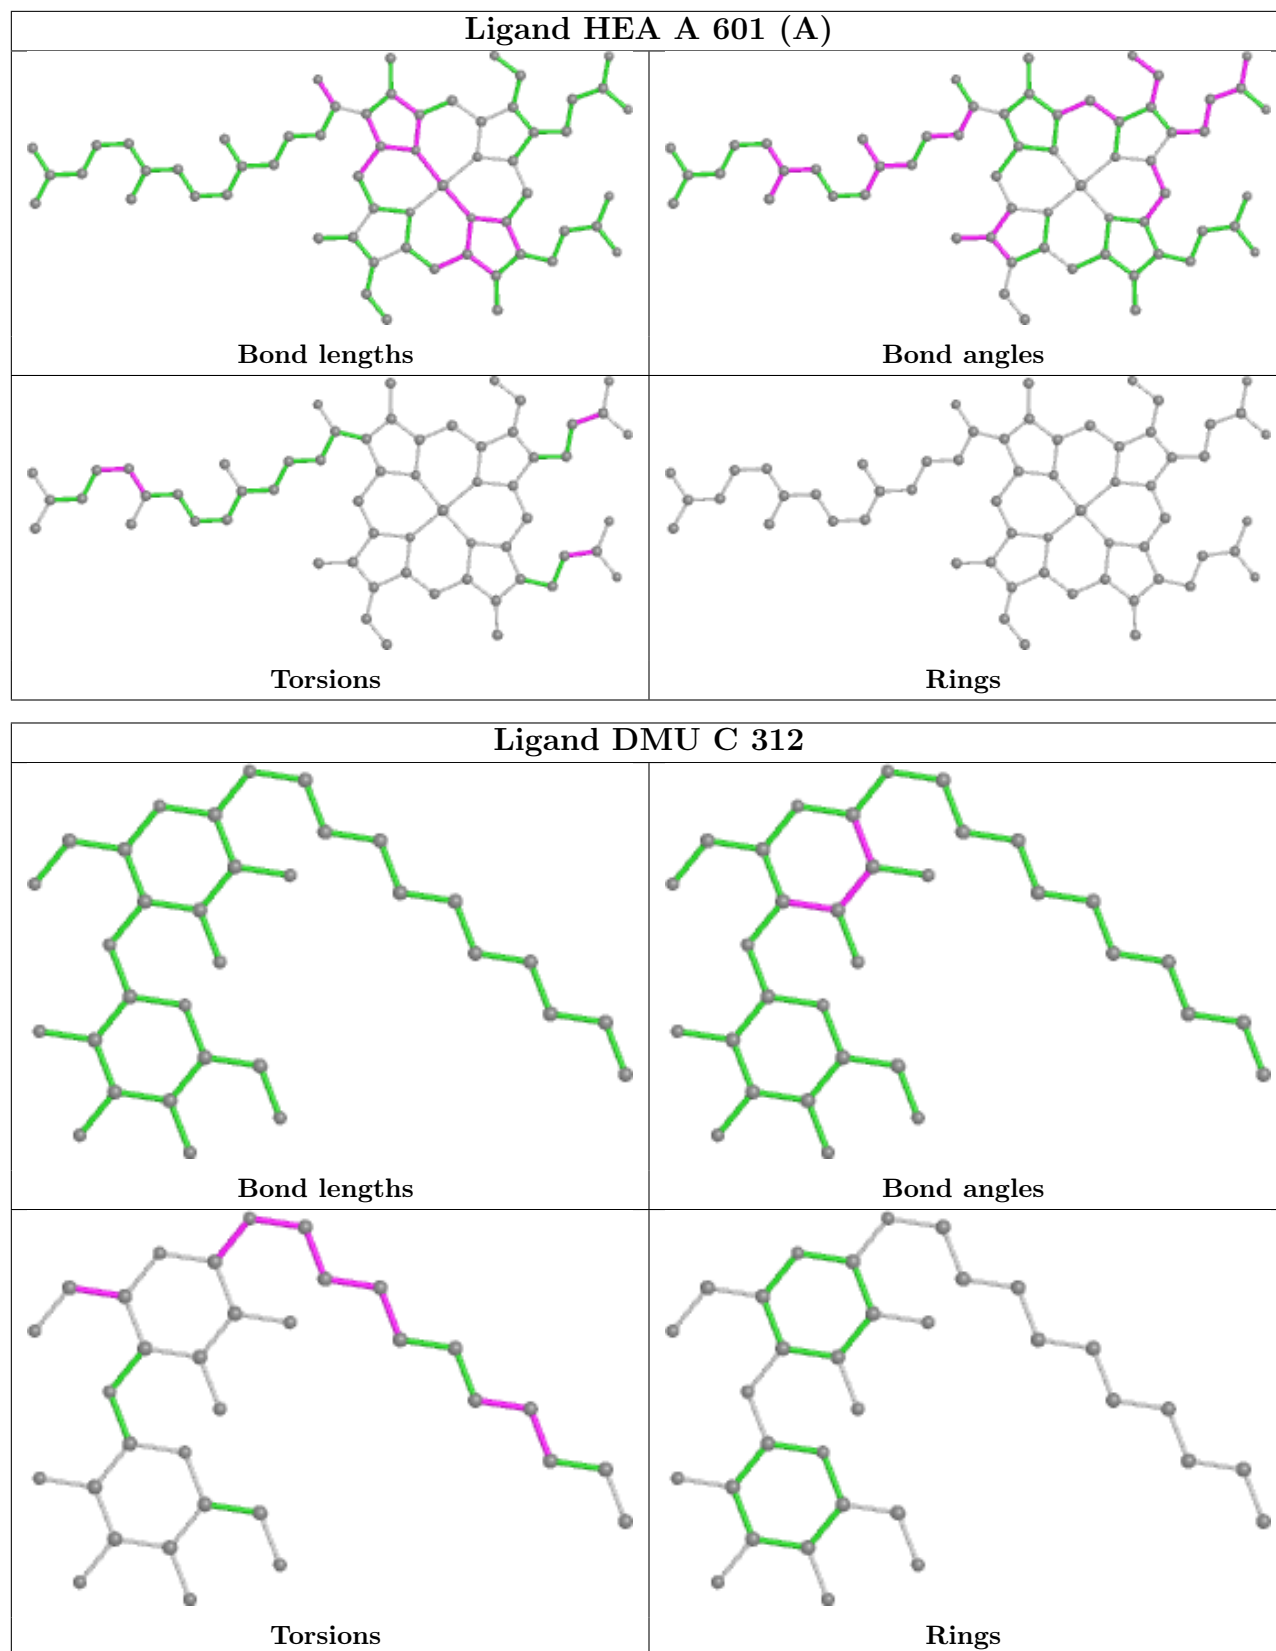 Ligand HEA A 601 (A)
Bond lengths
Bond angles
Torsions
Rings
Ligand DMU C 312
Bond lengths
Bond angles
Torsions
Rings